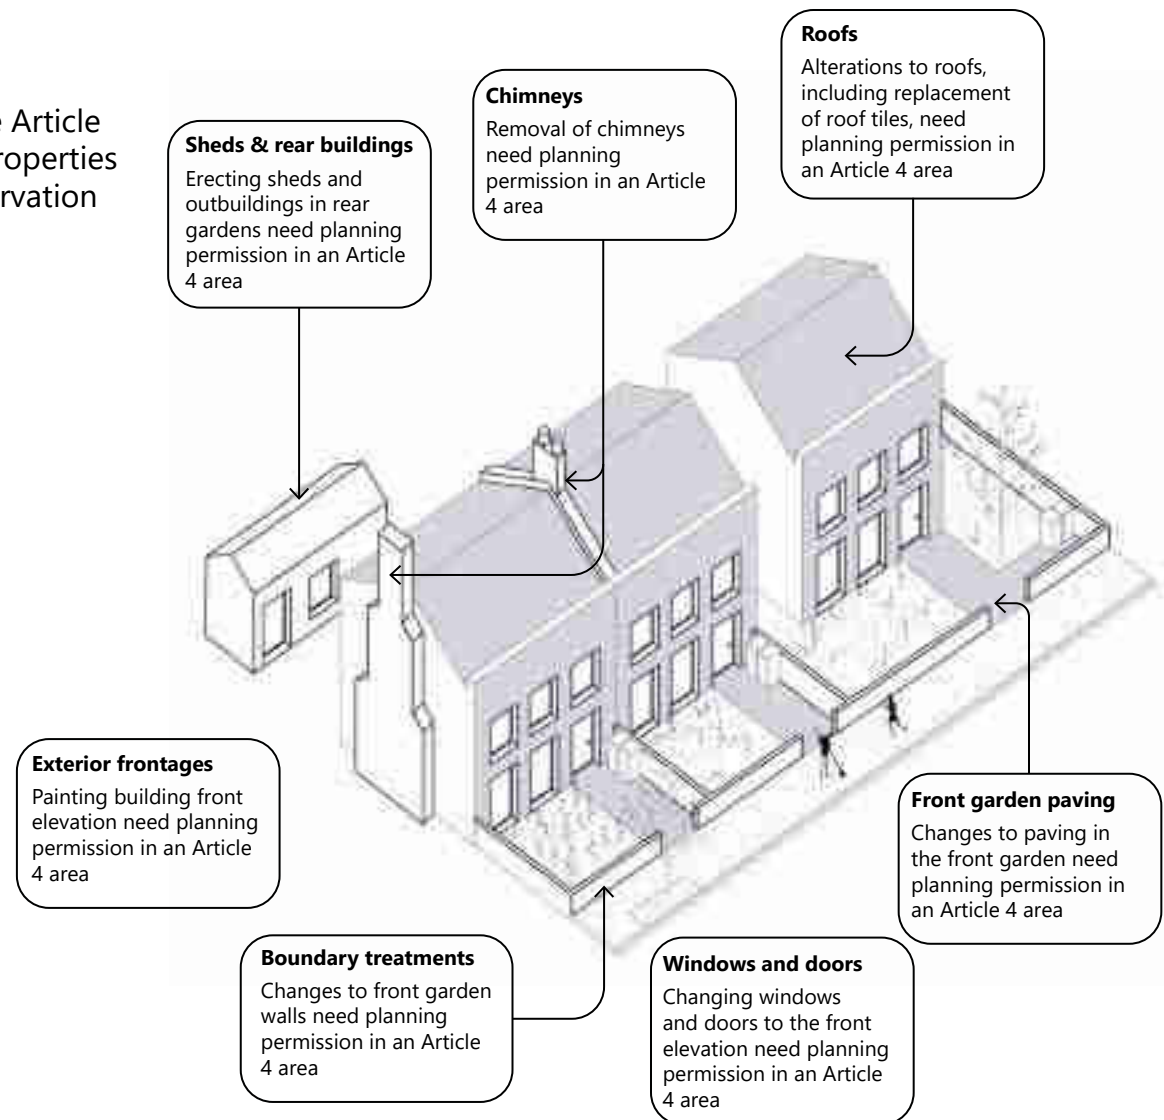 e Article
roperties
rvation
Roofs
Alterations to roofs,
including replacement
of roof tiles, need
planning permission in
an Article 4 area
Chimneys
Removal of chimneys
need planning
permission in an Article
4 area
Sheds & rear buildings
Erecting sheds and
outbuildings in rear
gardens need planning
permission in an Article
4 area
Exterior frontages
Painting building front
elevation need planning
permission in an Article
4 area
Front garden paving
Changes to paving in
the front garden need
planning permission in
an Article 4 area
Boundary treatments
Changes to front garden
walls need planning
permission in an Article
4 area
Windows and doors
Changing windows
and doors to the front
elevation need planning
permission in an Article
4 area